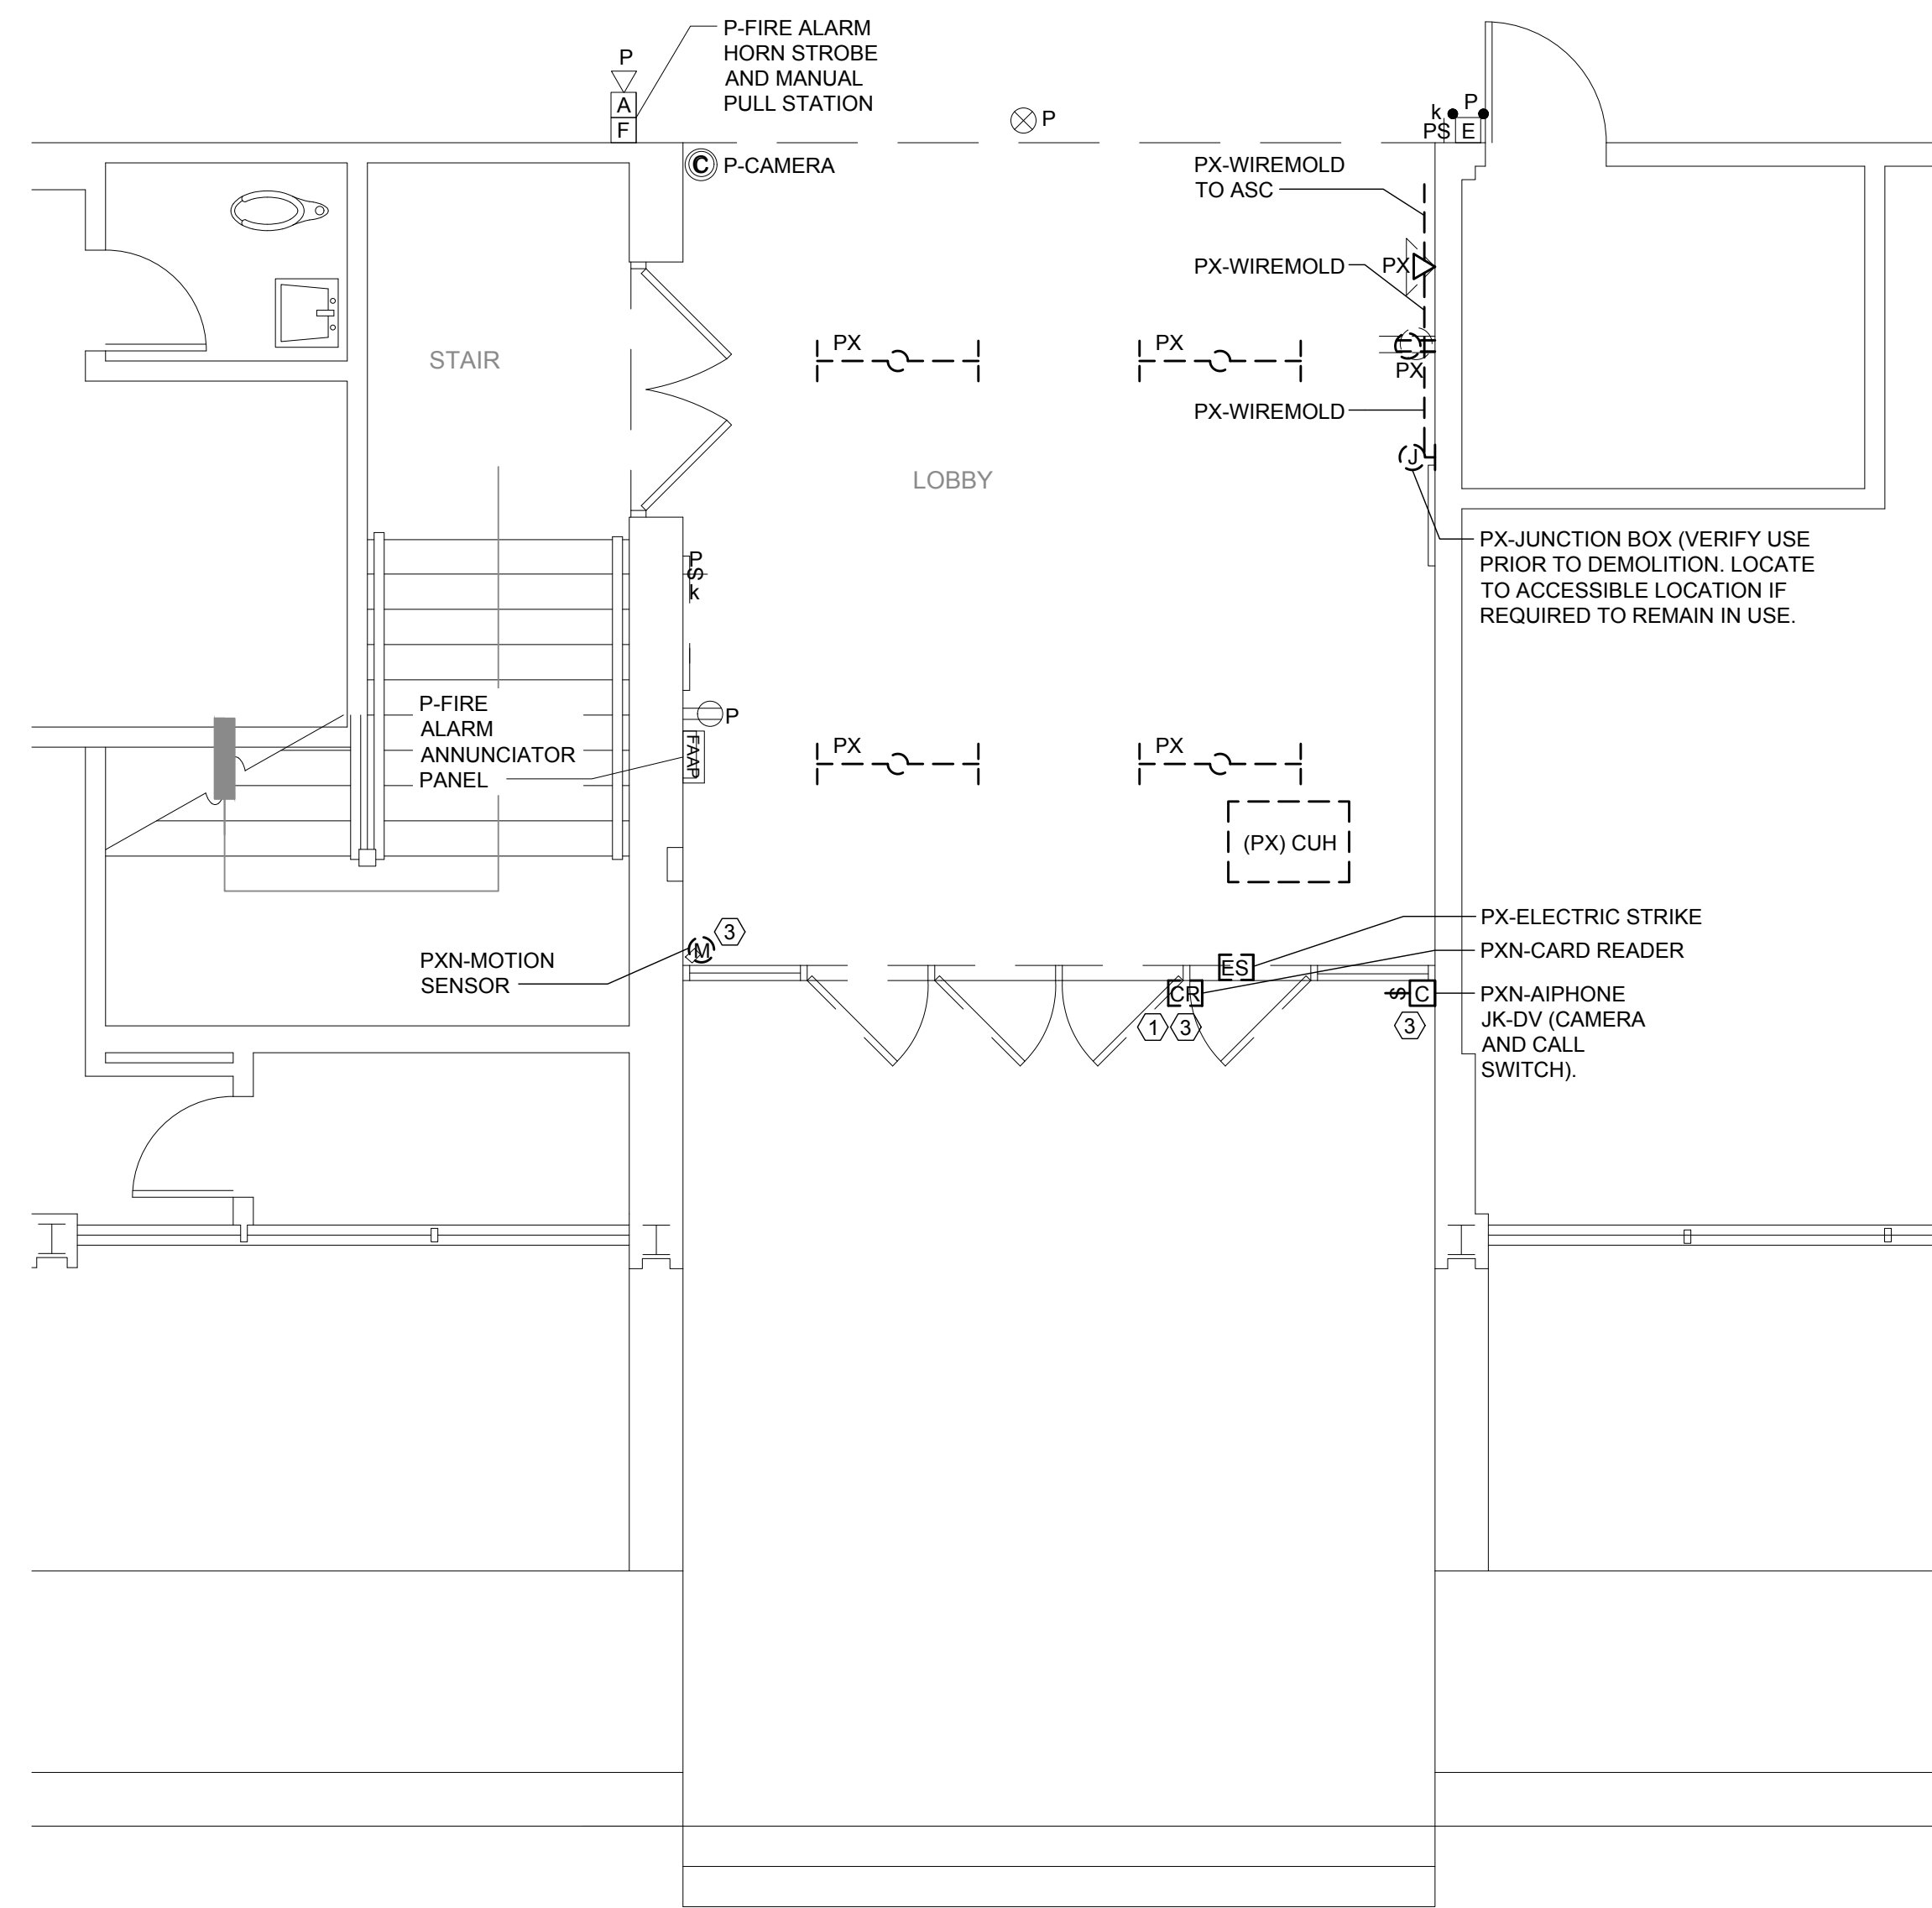 P-FIRE ALARM
HORN STROBE
AND MANUAL
PULL STATION
P
A
F
P
k
P
P$
E
C
P-CAMERA
PX-WIREMOLD
TO ASC
PX-WIREMOLD
PX
STAIR
PX
PX
PX
PX-WIREMOLD
J
LOBBY
PX-JUNCTION BOX (VERIFY USE
PRIOR TO DEMOLITION. LOCATE
TO ACCESSIBLE LOCATION IF
REQUIRED TO REMAIN IN USE.
P
$
k
P-FIRE
ALARM
ANNUNCIATOR
PANEL
P
FAAP
PX
PX
(PX) CUH
PX-ELECTRIC STRIKE
3
M
PXN-CARD READER
PXN-MOTION
SENSOR
ES
CR
$
C
PXN-AIPHONE
JK-DV (CAMERA
AND CALL
SWITCH).
1
3
3